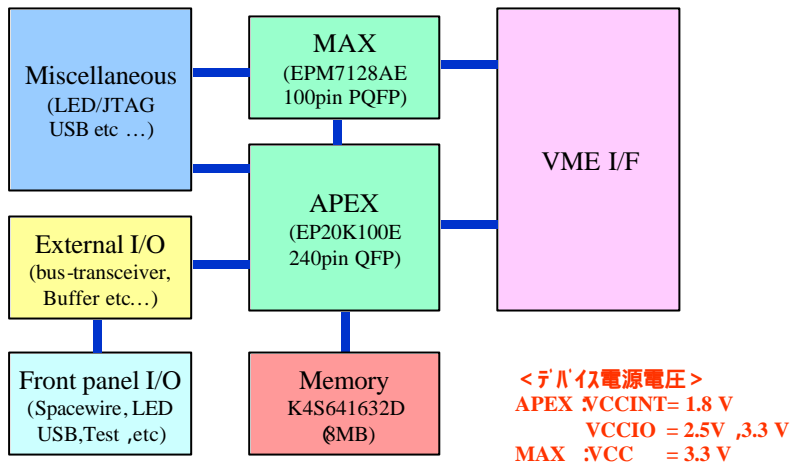 Miscellaneous
(LED/JTAG
USB etc …)
MAX
(EPM7128AE
100pin PQFP)
VME I/F
APEX
(EP20K100E
240pin QFP)
External I/O
(bus-transceiver,
Buffer etc…)
Front panel I/O
(Spacewire, LED
USB,Test ,etc)
Memory
K4S641632D
(8MB)
<ﾃﾞﾊﾞｲｽ電源電圧>
APEX :VCCINT= 1.8 V
VCCIO = 2.5V ,3.3 V
MAX :VCC = 3.3 V